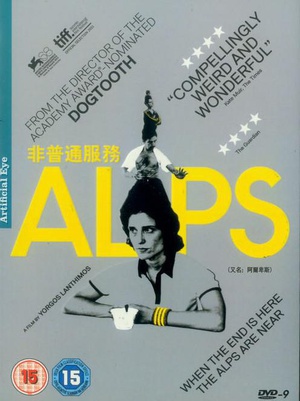 Artificial Eye
tiff
FROM THE DIRECTOR OF THE
ACADEMY AWARD-NOMINATED
DOGTOOTH
"COMPELLINGLY
WEIRD AND
WONDERFUL"
Kate Muir, The Times
The Guardian
非普通服務
ALPS
(又名：阿爾卑斯)
A FILM BY YORGOS LANTHIMOS
WHEN THE END IS HERE
THE ALPS ARE NEAR
15
15
DVD-9